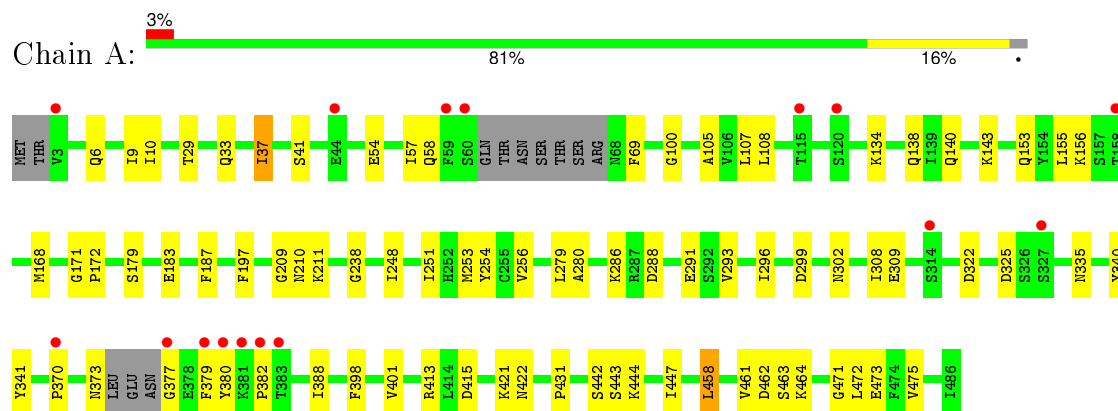 3%
Chain A:
81% 16% •
MET THR V3 Q6 I9 I10 T29 Q33 I37 S41 E44 E54 I57 Q58 F59 S60 GLN THR ASN SER THR SER ARG N68 F69 G100 A105 V106 L107 L108 T115 S120 K134 Q138 I139 Q140 K143 Q153 Y154 L155 K156 S157 T158
M168 G171 P172 S179 E183 F187 F197 G209 N210 K211 G238 I248 I251 H252 M253 Y254 C255 V256 L279 A280 K286 R287 D288 E291 S292 V293 I296 D299 N302 I308 E309 S314 D322 D325 S326 S327 N335 Y340
Y341 P370 N373 LEU GLU ASN G377 E378 F379 Y380 K381 P382 T383 I388 F398 V401 R413 L414 D415 K421 N422 P431 S442 S443 K444 I447 L458 V461 D462 S463 K464 G471 L472 E473 F474 V475 I486